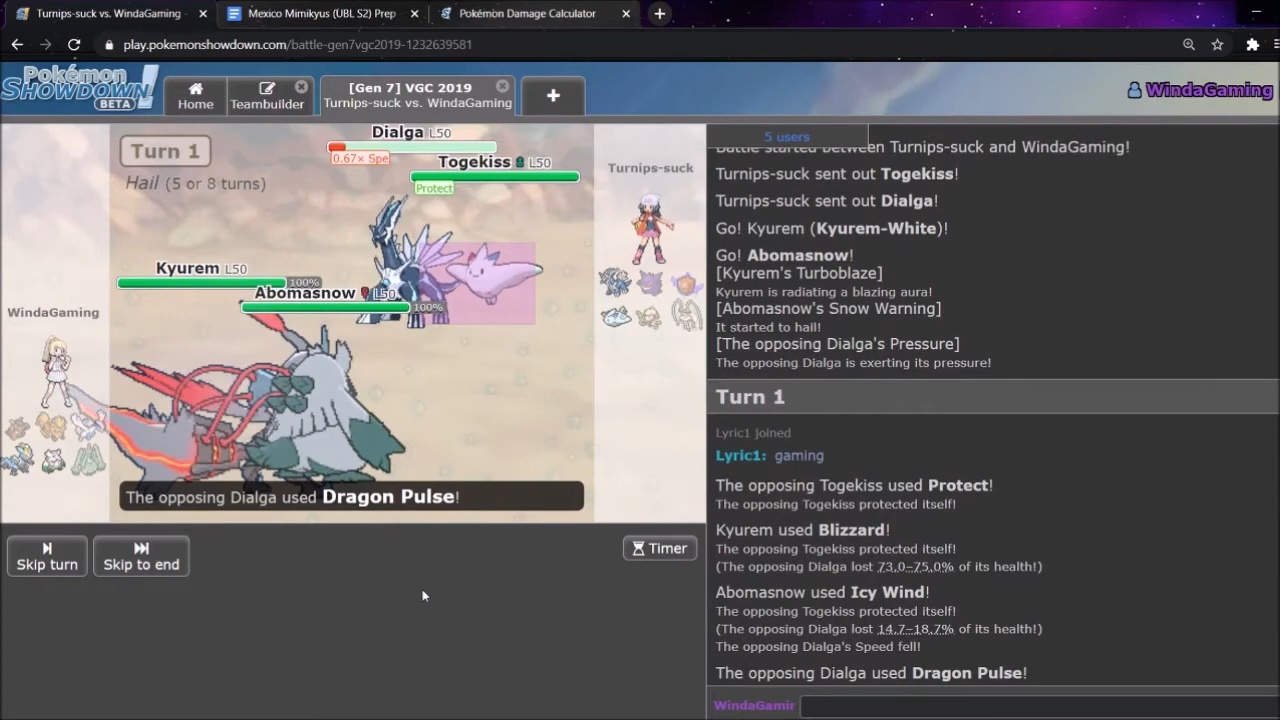 Turnips-suck vs. WindaGaming -
Mexico Mimikyus (UBL S2) Prep
Pokémon Damage Calculator
play.pokemonshowdown.com/battle-gen7vgc2019-1232639581
Pokémon
SHOWDOWN!
BETA
Home
Teambuilder
[Gen 7] VGC 2019
Turnips-suck vs. WindaGaming
WindaGaming
Turn 1
Hail (5 or 8 turns)
Dialga L50
0.67× Spe
Togekiss L50
Protect
Turnips-suck
Kyurem L50
100%
Abomasnow L50
100%
WindaGaming
The opposing Dialga used Dragon Pulse!
Skip turn
Skip to end
Timer
5 users
Battle started between Turnips-suck and WindaGaming!
Turnips-suck sent out Togekiss!
Turnips-suck sent out Dialga!
Go! Kyurem (Kyurem-White)!
Go! Abomasnow!
[Kyurem's Turboblaze]
Kyurem is radiating a blazing aura!
[Abomasnow's Snow Warning]
It started to hail!
[The opposing Dialga's Pressure]
The opposing Dialga is exerting its pressure!
Turn 1
Lyric1 joined
Lyric1: gaming
The opposing Togekiss used Protect!
The opposing Togekiss protected itself!
Kyurem used Blizzard!
The opposing Togekiss protected itself!
(The opposing Dialga lost 73.0–75.0% of its health!)
Abomasnow used Icy Wind!
The opposing Togekiss protected itself!
(The opposing Dialga lost 14.7–18.7% of its health!)
The opposing Dialga's Speed fell!
The opposing Dialga used Dragon Pulse!
WindaGamir